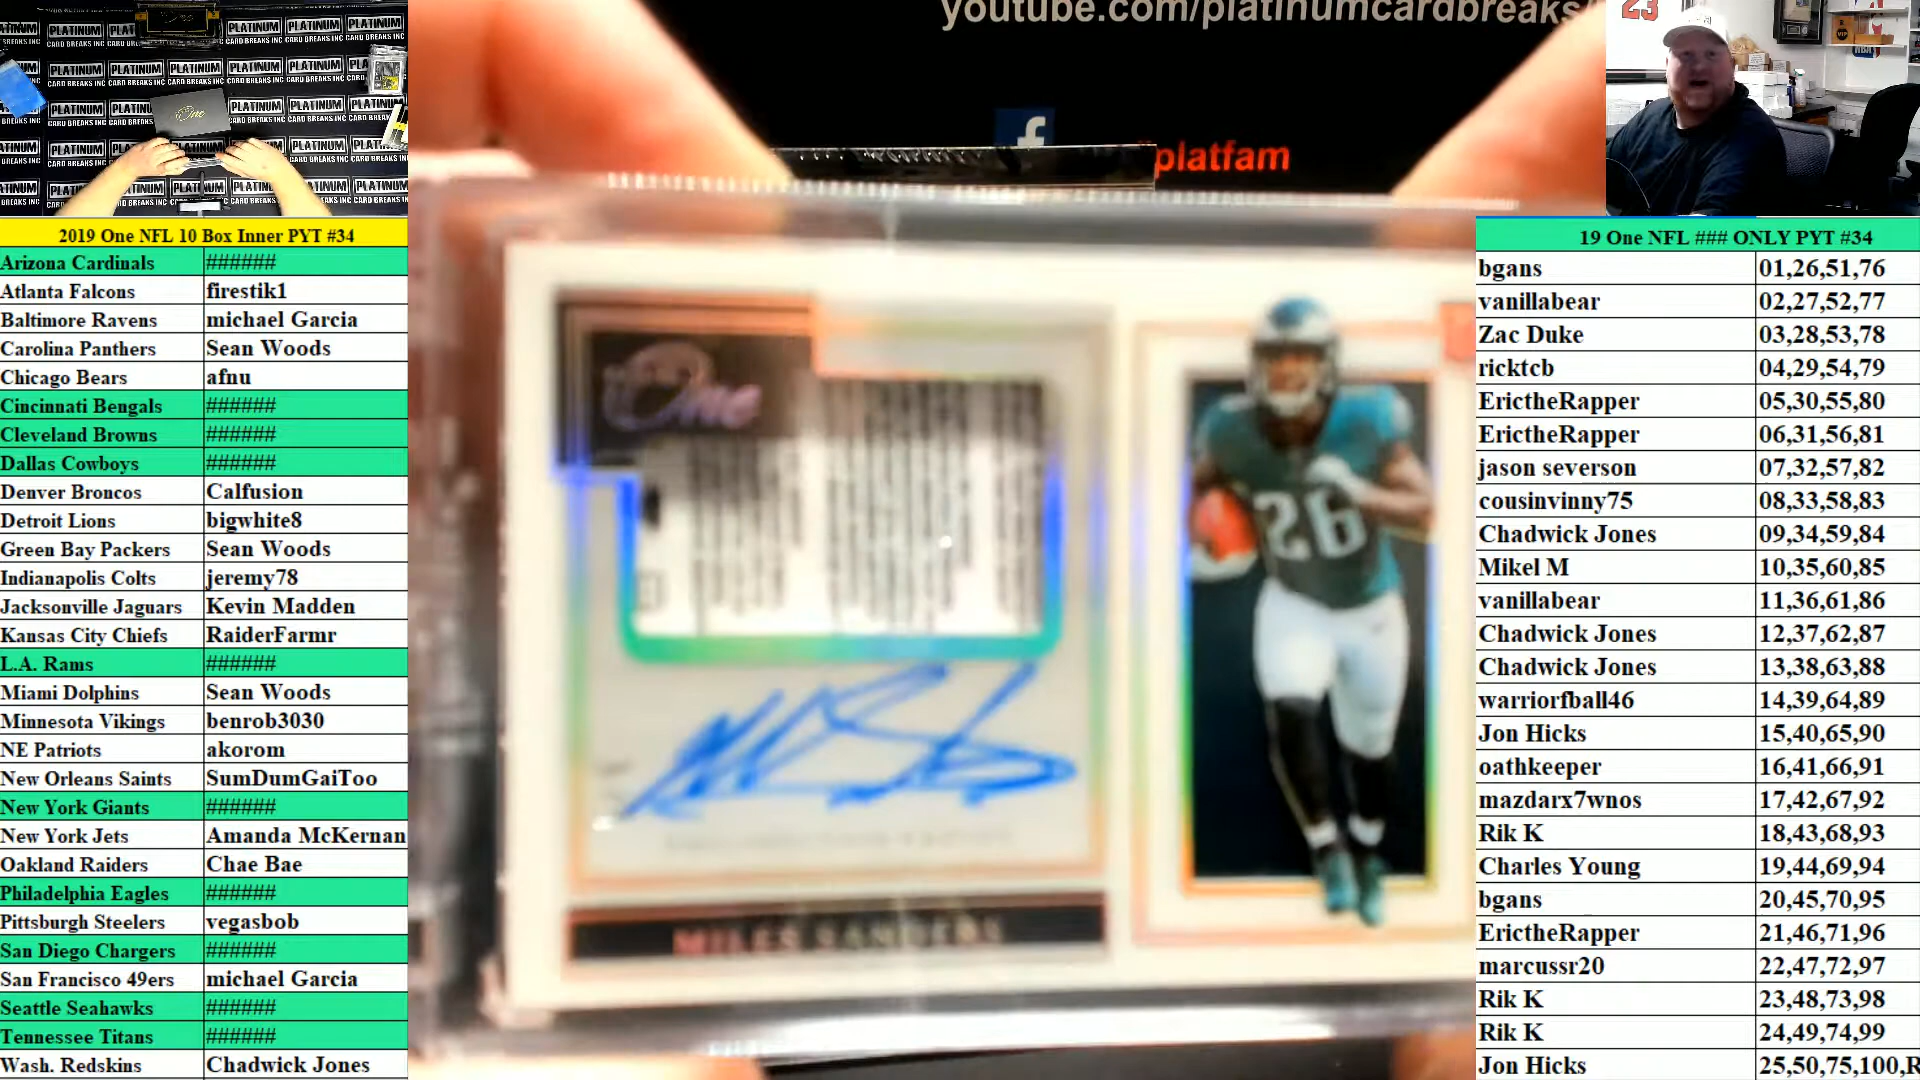 youtube.com/platinumcardbreaks/
#platfam
f
23
VIP
PLATINUM
CARD BREAKS INC
One
2019 One NFL 10 Box Inner PYT #34
Arizona Cardinals ######
Atlanta Falcons firestik1
Baltimore Ravens michael Garcia
Carolina Panthers Sean Woods
Chicago Bears afnu
Cincinnati Bengals ######
Cleveland Browns ######
Dallas Cowboys ######
Denver Broncos Calfusion
Detroit Lions bigwhite8
Green Bay Packers Sean Woods
Indianapolis Colts jeremy78
Jacksonville Jaguars Kevin Madden
Kansas City Chiefs RaiderFarmr
L.A. Rams ######
Miami Dolphins Sean Woods
Minnesota Vikings benrob3030
NE Patriots akorom
New Orleans Saints SumDumGaiToo
New York Giants ######
New York Jets Amanda McKernan
Oakland Raiders Chae Bae
Philadelphia Eagles ######
Pittsburgh Steelers vegasbob
San Diego Chargers ######
San Francisco 49ers michael Garcia
Seattle Seahawks ######
Tennessee Titans ######
Wash. Redskins Chadwick Jones
One
26
MILES SANDERS
19 One NFL ### ONLY PYT #34
bgans 01,26,51,76
vanillabear 02,27,52,77
Zac Duke 03,28,53,78
ricktcb 04,29,54,79
ErictheRapper 05,30,55,80
ErictheRapper 06,31,56,81
jason severson 07,32,57,82
cousinvinny75 08,33,58,83
Chadwick Jones 09,34,59,84
Mikel M 10,35,60,85
vanillabear 11,36,61,86
Chadwick Jones 12,37,62,87
Chadwick Jones 13,38,63,88
warriorfball46 14,39,64,89
Jon Hicks 15,40,65,90
oathkeeper 16,41,66,91
mazdarx7wnos 17,42,67,92
Rik K 18,43,68,93
Charles Young 19,44,69,94
bgans 20,45,70,95
ErictheRapper 21,46,71,96
marcussr20 22,47,72,97
Rik K 23,48,73,98
Rik K 24,49,74,99
Jon Hicks 25,50,75,100,R